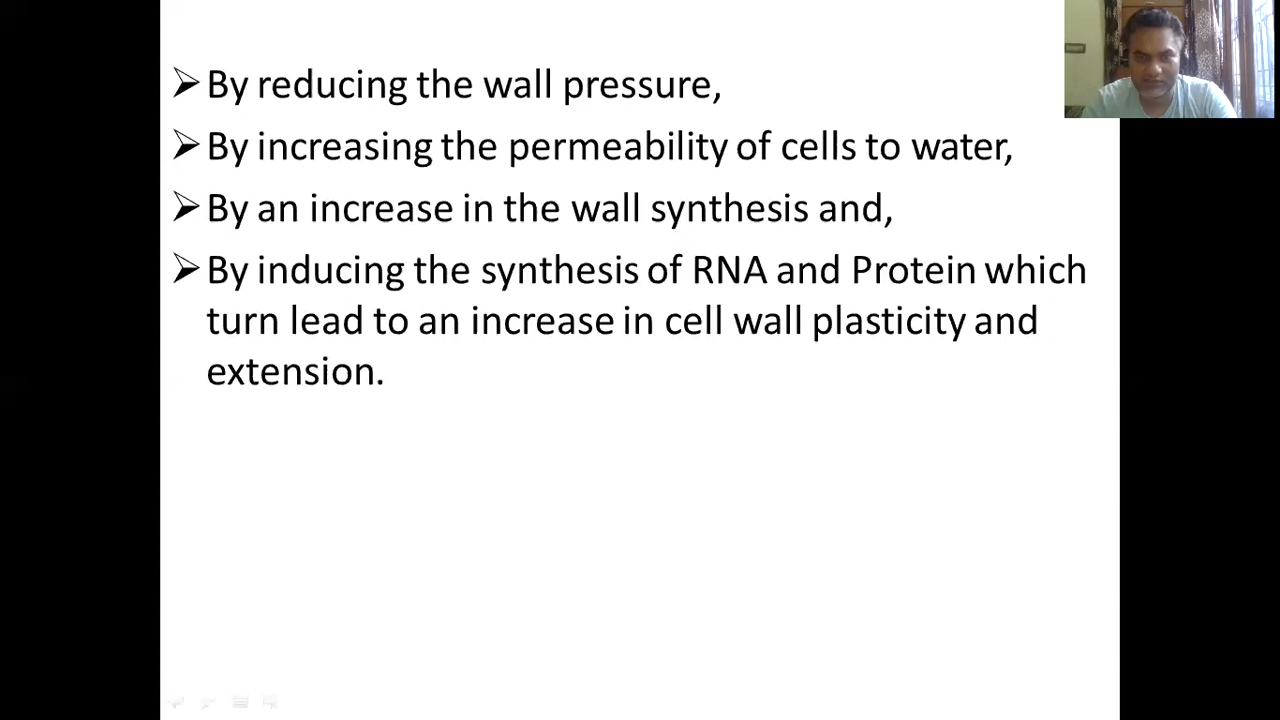 ➢By reducing the wall pressure,
➢By increasing the permeability of cells to water,
➢By an increase in the wall synthesis and,
➢By inducing the synthesis of RNA and Protein which
turn lead to an increase in cell wall plasticity and
extension.